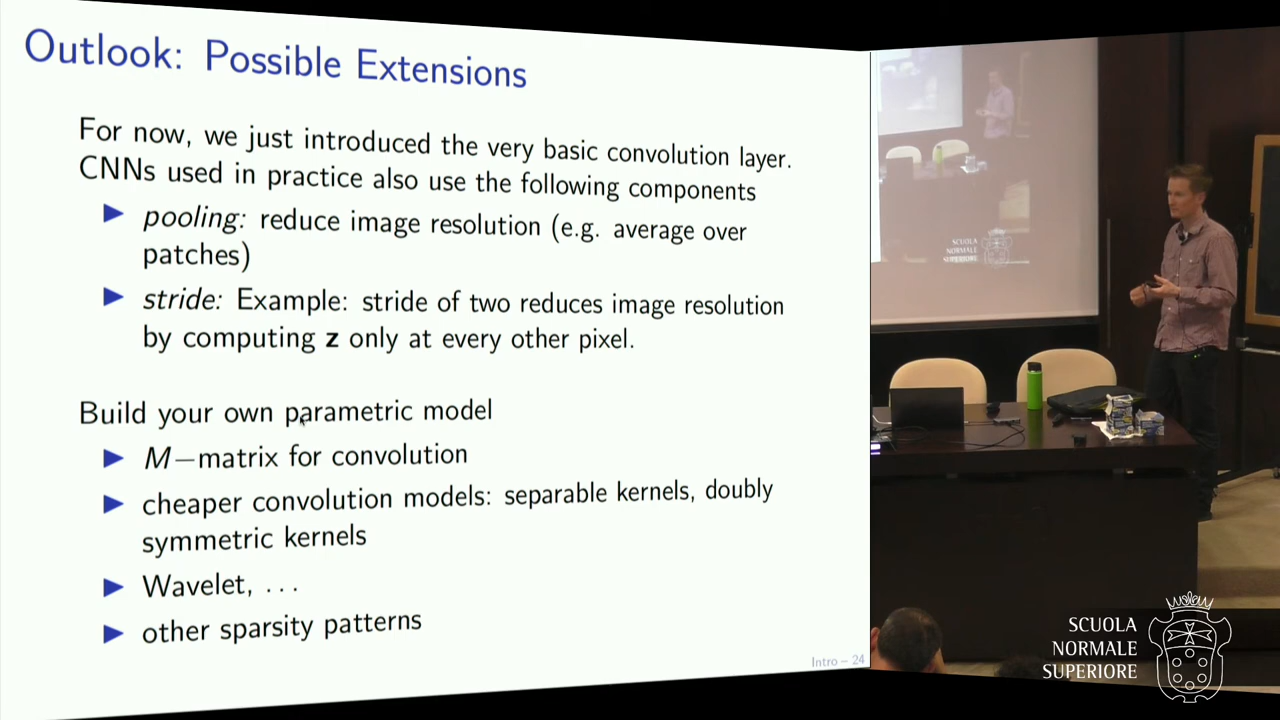 Outlook: Possible Extensions
For now, we just introduced the very basic convolution layer.
CNNs used in practice also use the following components
▶ pooling: reduce image resolution (e.g. average over
patches)
▶ stride: Example: stride of two reduces image resolution
by computing z only at every other pixel.
Build your own parametric model
▶ M−matrix for convolution
▶ cheaper convolution models: separable kernels, doubly
symmetric kernels
▶ Wavelet, . . .
▶ other sparsity patterns
Intro – 24
SCUOLA
NORMALE
SUPERIORE
SCUOLA
NORMALE
SUPERIORE